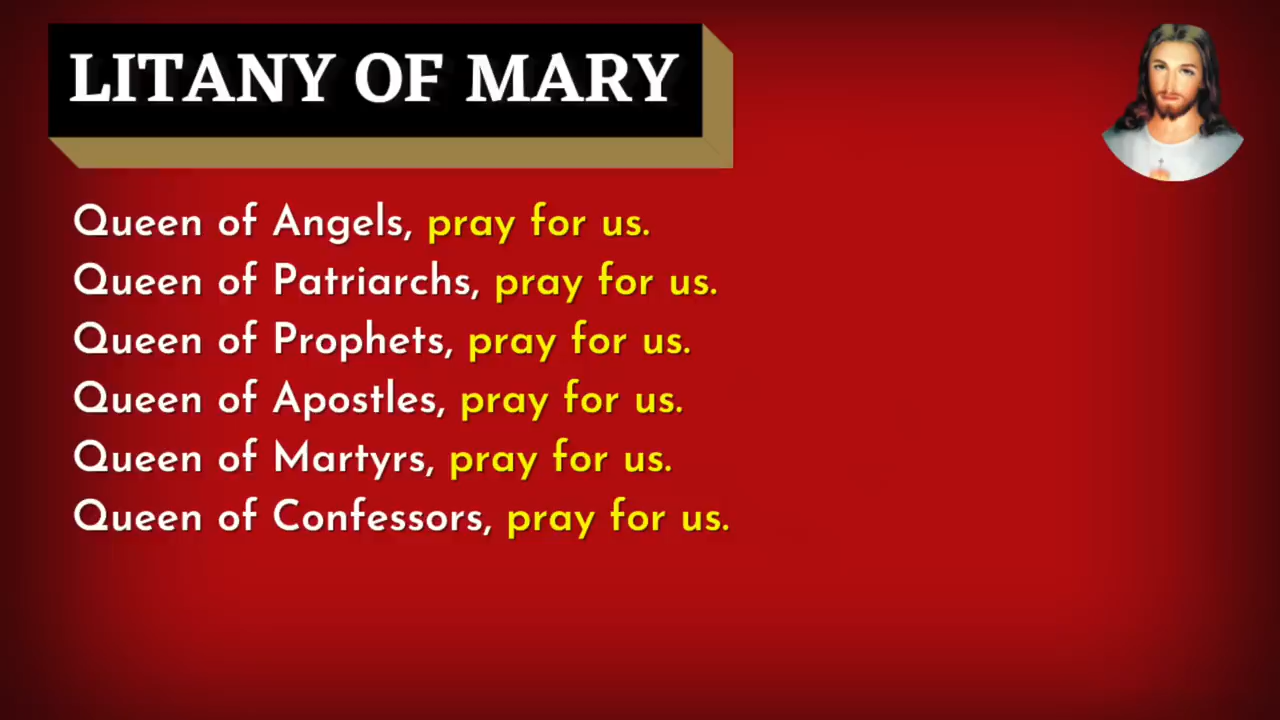 LITANY OF MARY
Queen of Angels, pray for us.
Queen of Patriarchs, pray for us.
Queen of Prophets, pray for us.
Queen of Apostles, pray for us.
Queen of Martyrs, pray for us.
Queen of Confessors, pray for us.